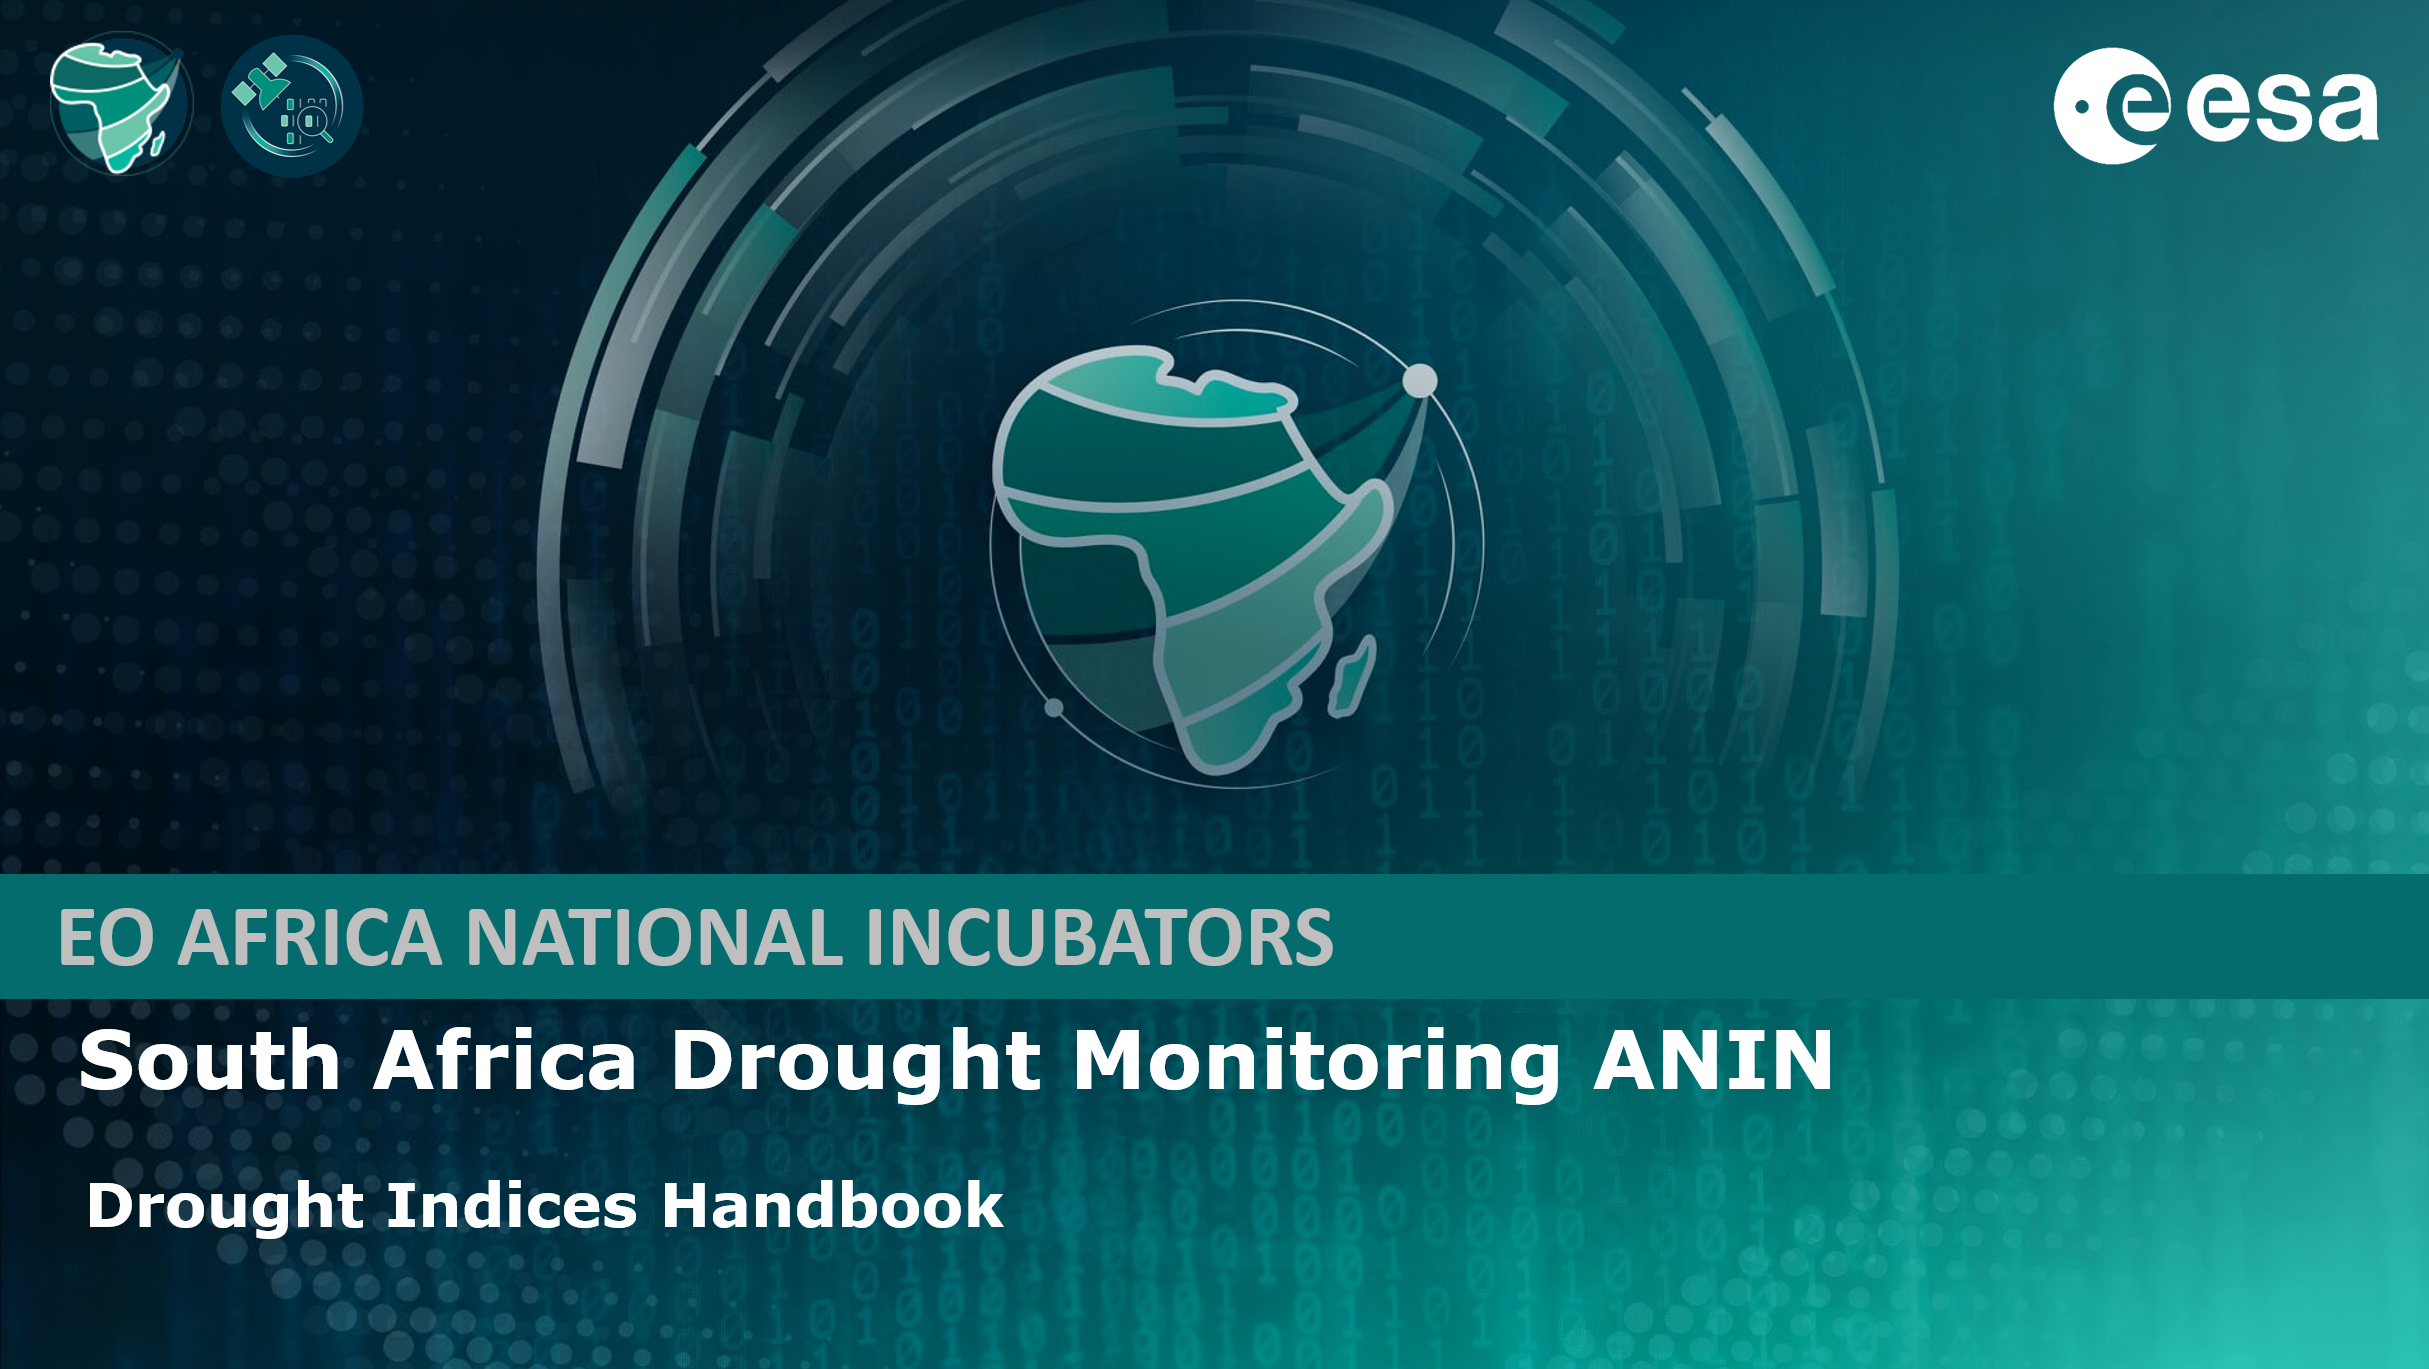 esa
EO AFRICA NATIONAL INCUBATORS
South Africa Drought Monitoring ANIN
Drought Indices Handbook